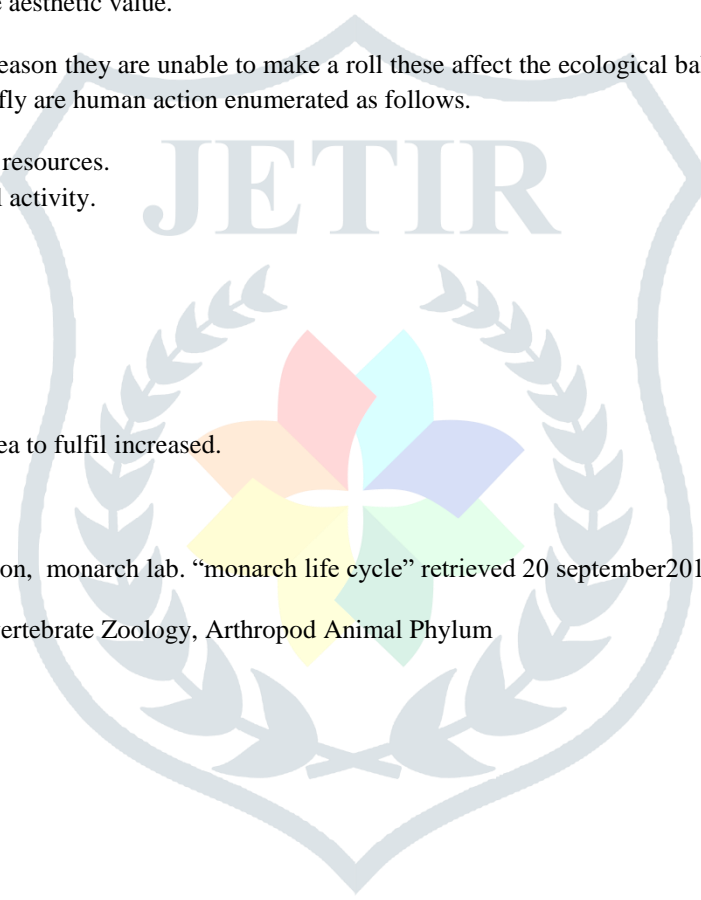 aesthetic value.
eason they are unable to make a roll these affect the ecological ba
fly are human action enumerated as follows.
resources.
activity.
JETIR
ea to fulfil increased.
on, monarch lab. “monarch life cycle” retrieved 20 september201
vertebrate Zoology, Arthropod Animal Phylum